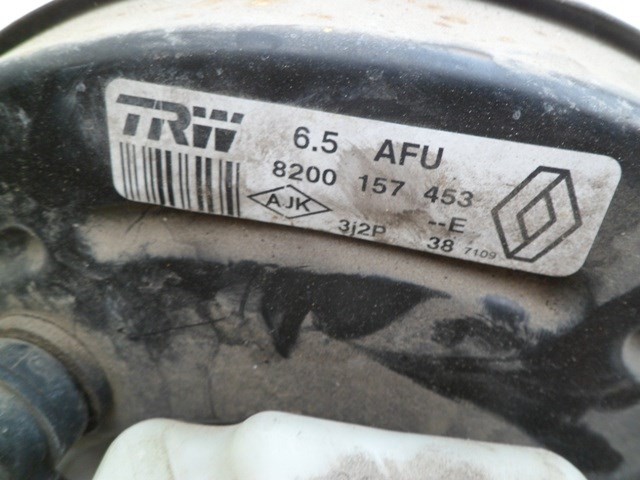 TRW 6.5 AFU
8200 157 453
AJK --E
3j2P 38 7109